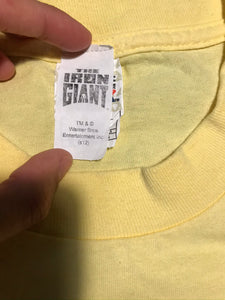 THE
IRON
GIANT
TM & ©
Warner Bros.
Entertainment Inc.
(s12)